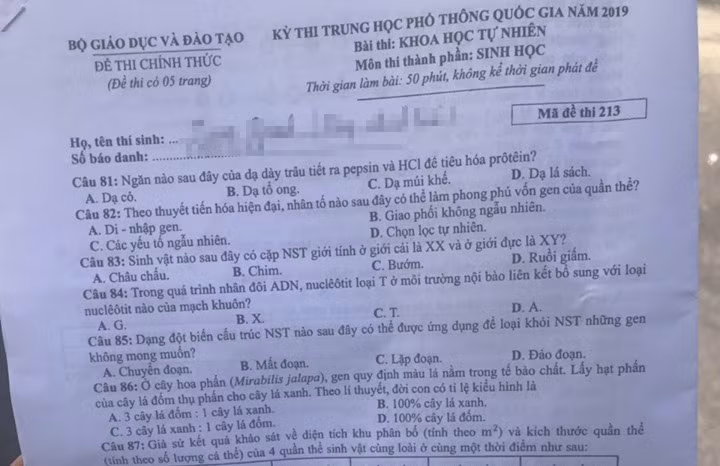 BỘ GIÁO DỤC VÀ ĐÀO TẠO
ĐỀ THI CHÍNH THỨC
(Đề thi có 05 trang)
KỲ THI TRUNG HỌC PHỔ THÔNG QUỐC GIA NĂM 2019
Bài thi: KHOA HỌC TỰ NHIÊN
Môn thi thành phần: SINH HỌC
Thời gian làm bài: 50 phút, không kể thời gian phát đề
Mã đề thi 213
Họ, tên thí sinh: ...
Số báo danh: ......................
Câu 81: Ngăn nào sau đây của dạ dày trâu tiết ra pepsin và HCl để tiêu hóa prôtêin?
A. Dạ cỏ. B. Dạ tổ ong. C. Dạ múi khế. D. Dạ lá sách.
Câu 82: Theo thuyết tiến hóa hiện đại, nhân tố nào sau đây có thể làm phong phú vốn gen của quần thể?
A. Di - nhập gen. B. Giao phối không ngẫu nhiên.
C. Các yếu tố ngẫu nhiên. D. Chọn lọc tự nhiên.
Câu 83: Sinh vật nào sau đây có cặp NST giới tính ở giới cái là XX và ở giới đực là XY?
A. Châu chấu. B. Chim. C. Bướm. D. Ruồi giấm.
Câu 84: Trong quá trình nhân đôi ADN, nuclêôtit loại T ở môi trường nội bào liên kết bổ sung với loại
nuclêôtit nào của mạch khuôn?
A. G. B. X. C. T. D. A.
Câu 85: Dạng đột biến cấu trúc NST nào sau đây có thể được ứng dụng để loại khỏi NST những gen
không mong muốn?
A. Chuyển đoạn. B. Mất đoạn. C. Lặp đoạn. D. Đảo đoạn.
Câu 86: Ở cây hoa phấn (Mirabilis jalapa), gen quy định màu lá nằm trong tế bào chất. Lấy hạt phấn
của cây lá đốm thụ phấn cho cây lá xanh. Theo lí thuyết, đời con có tỉ lệ kiểu hình là
A. 3 cây lá đốm : 1 cây lá xanh. B. 100% cây lá xanh.
C. 3 cây lá xanh : 1 cây lá đốm. D. 100% cây lá đốm.
Câu 87: Giả sử kết quả khảo sát về diện tích khu phân bố (tính theo m²) và kích thước quần thể
(tính theo số lượng cá thể) của 4 quần thể sinh vật cùng loài ở cùng một thời điểm như sau: